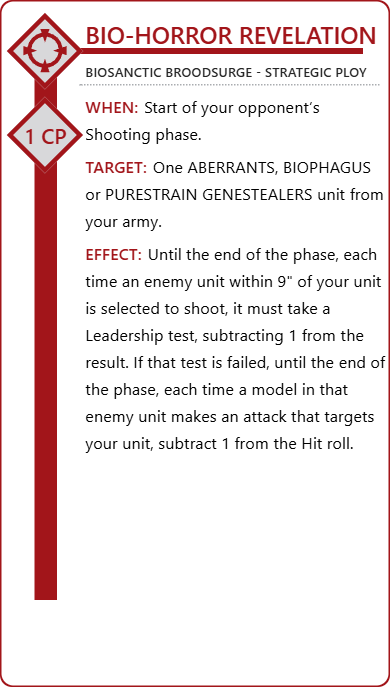 BIO-HORROR REVELATION
BIOSANCTIC BROODSURGE - STRATEGIC PLOY
1 CP
WHEN: Start of your opponent’s
Shooting phase.
TARGET: One ABERRANTS, BIOPHAGUS
or PURESTRAIN GENESTEALERS unit from
your army.
EFFECT: Until the end of the phase, each
time an enemy unit within 9" of your unit
is selected to shoot, it must take a
Leadership test, subtracting 1 from the
result. If that test is failed, until the end of
the phase, each time a model in that
enemy unit makes an attack that targets
your unit, subtract 1 from the Hit roll.